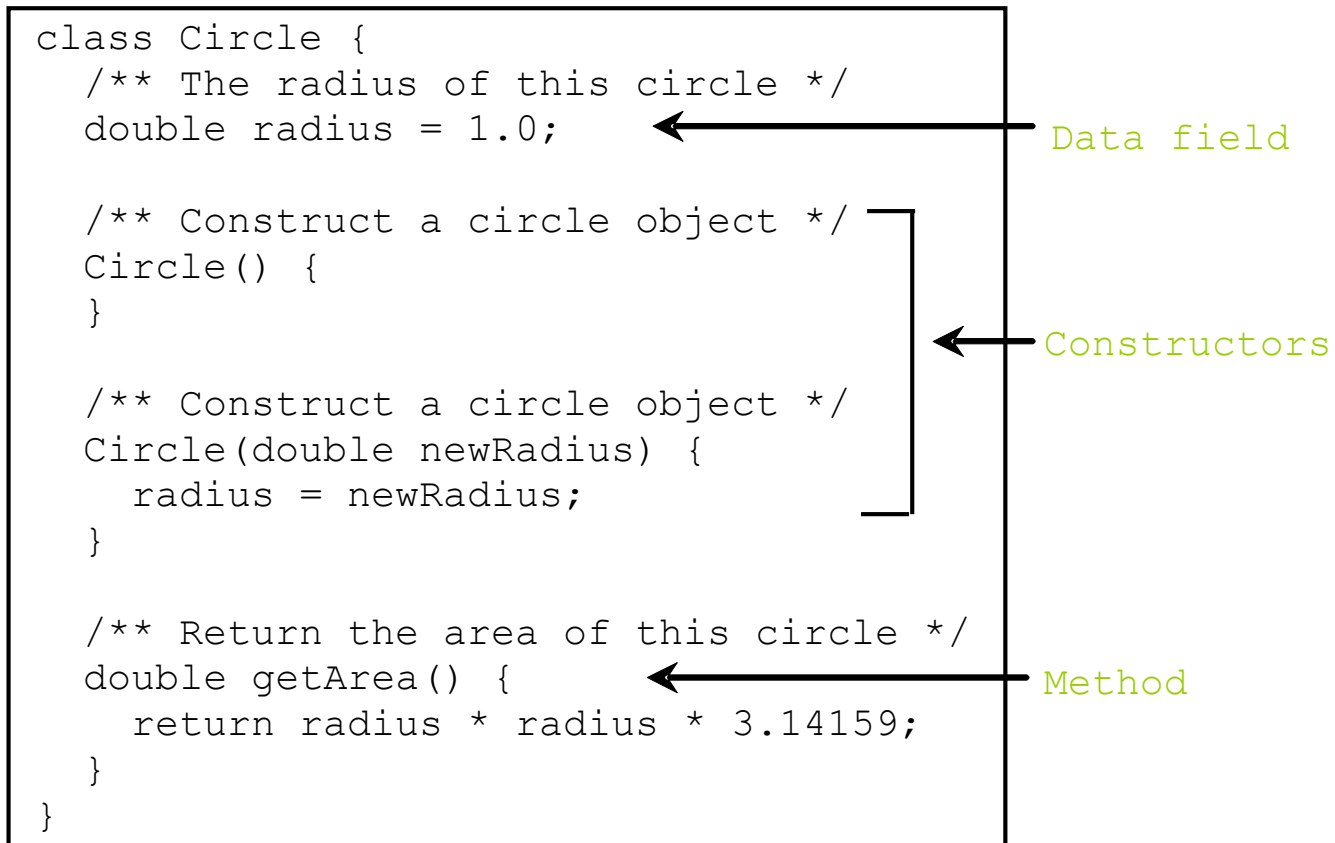 class Circle {
/** The radius of this circle */
double radius = 1.0;
Data field
/** Construct a circle object */
Circle() {
}
Constructors
/** Construct a circle object */
Circle(double newRadius) {
radius = newRadius;
}
/** Return the area of this circle */
double getArea() {
Method
return radius * radius * 3.14159;
}
}